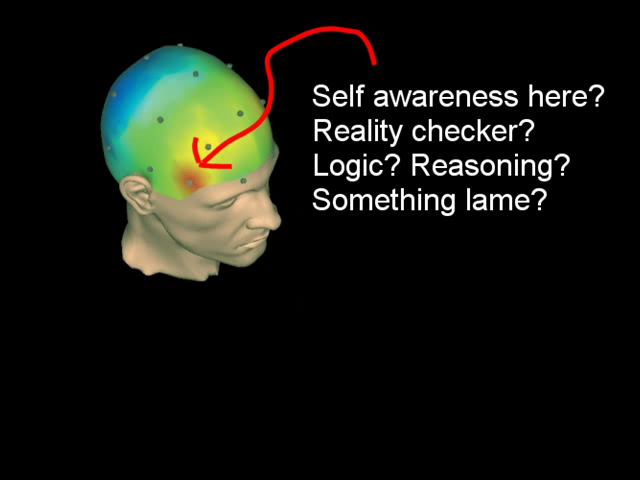 Self awareness here?
Reality checker?
Logic? Reasoning?
Something lame?